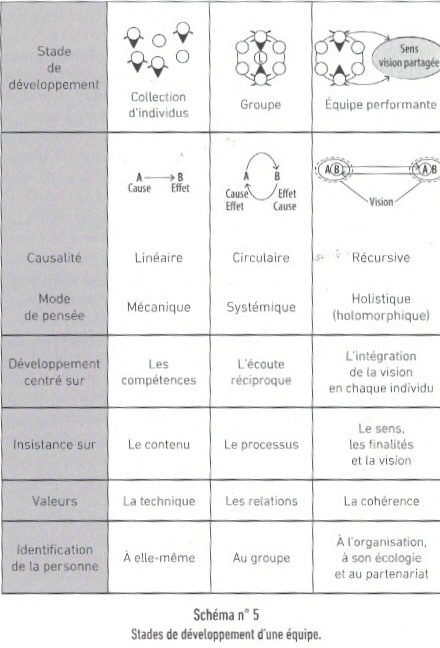 Stade
de
développement
Collection
d'individus
L
Groupe
Sens
vision partagée
Équipe performante
A → B
Cause Effet
A B
Cause Effet
Effet Cause
A B A B
Vision
Causalité Linéaire Circulaire Récursive
Mode
de pensée
Mécanique Systémique Holistique
(holomorphique)
Développement
centré sur
Les
compétences
L'écoute
réciproque
L'intégration
de la vision
en chaque individu
Insistance sur Le contenu Le processus Le sens,
les finalités
et la vision
Valeurs La technique Les relations La cohérence
Identification
de la personne
À elle-même Au groupe À l'organisation,
à son écologie
et au partenariat
Schéma n° 5
Stades de développement d'une équipe.